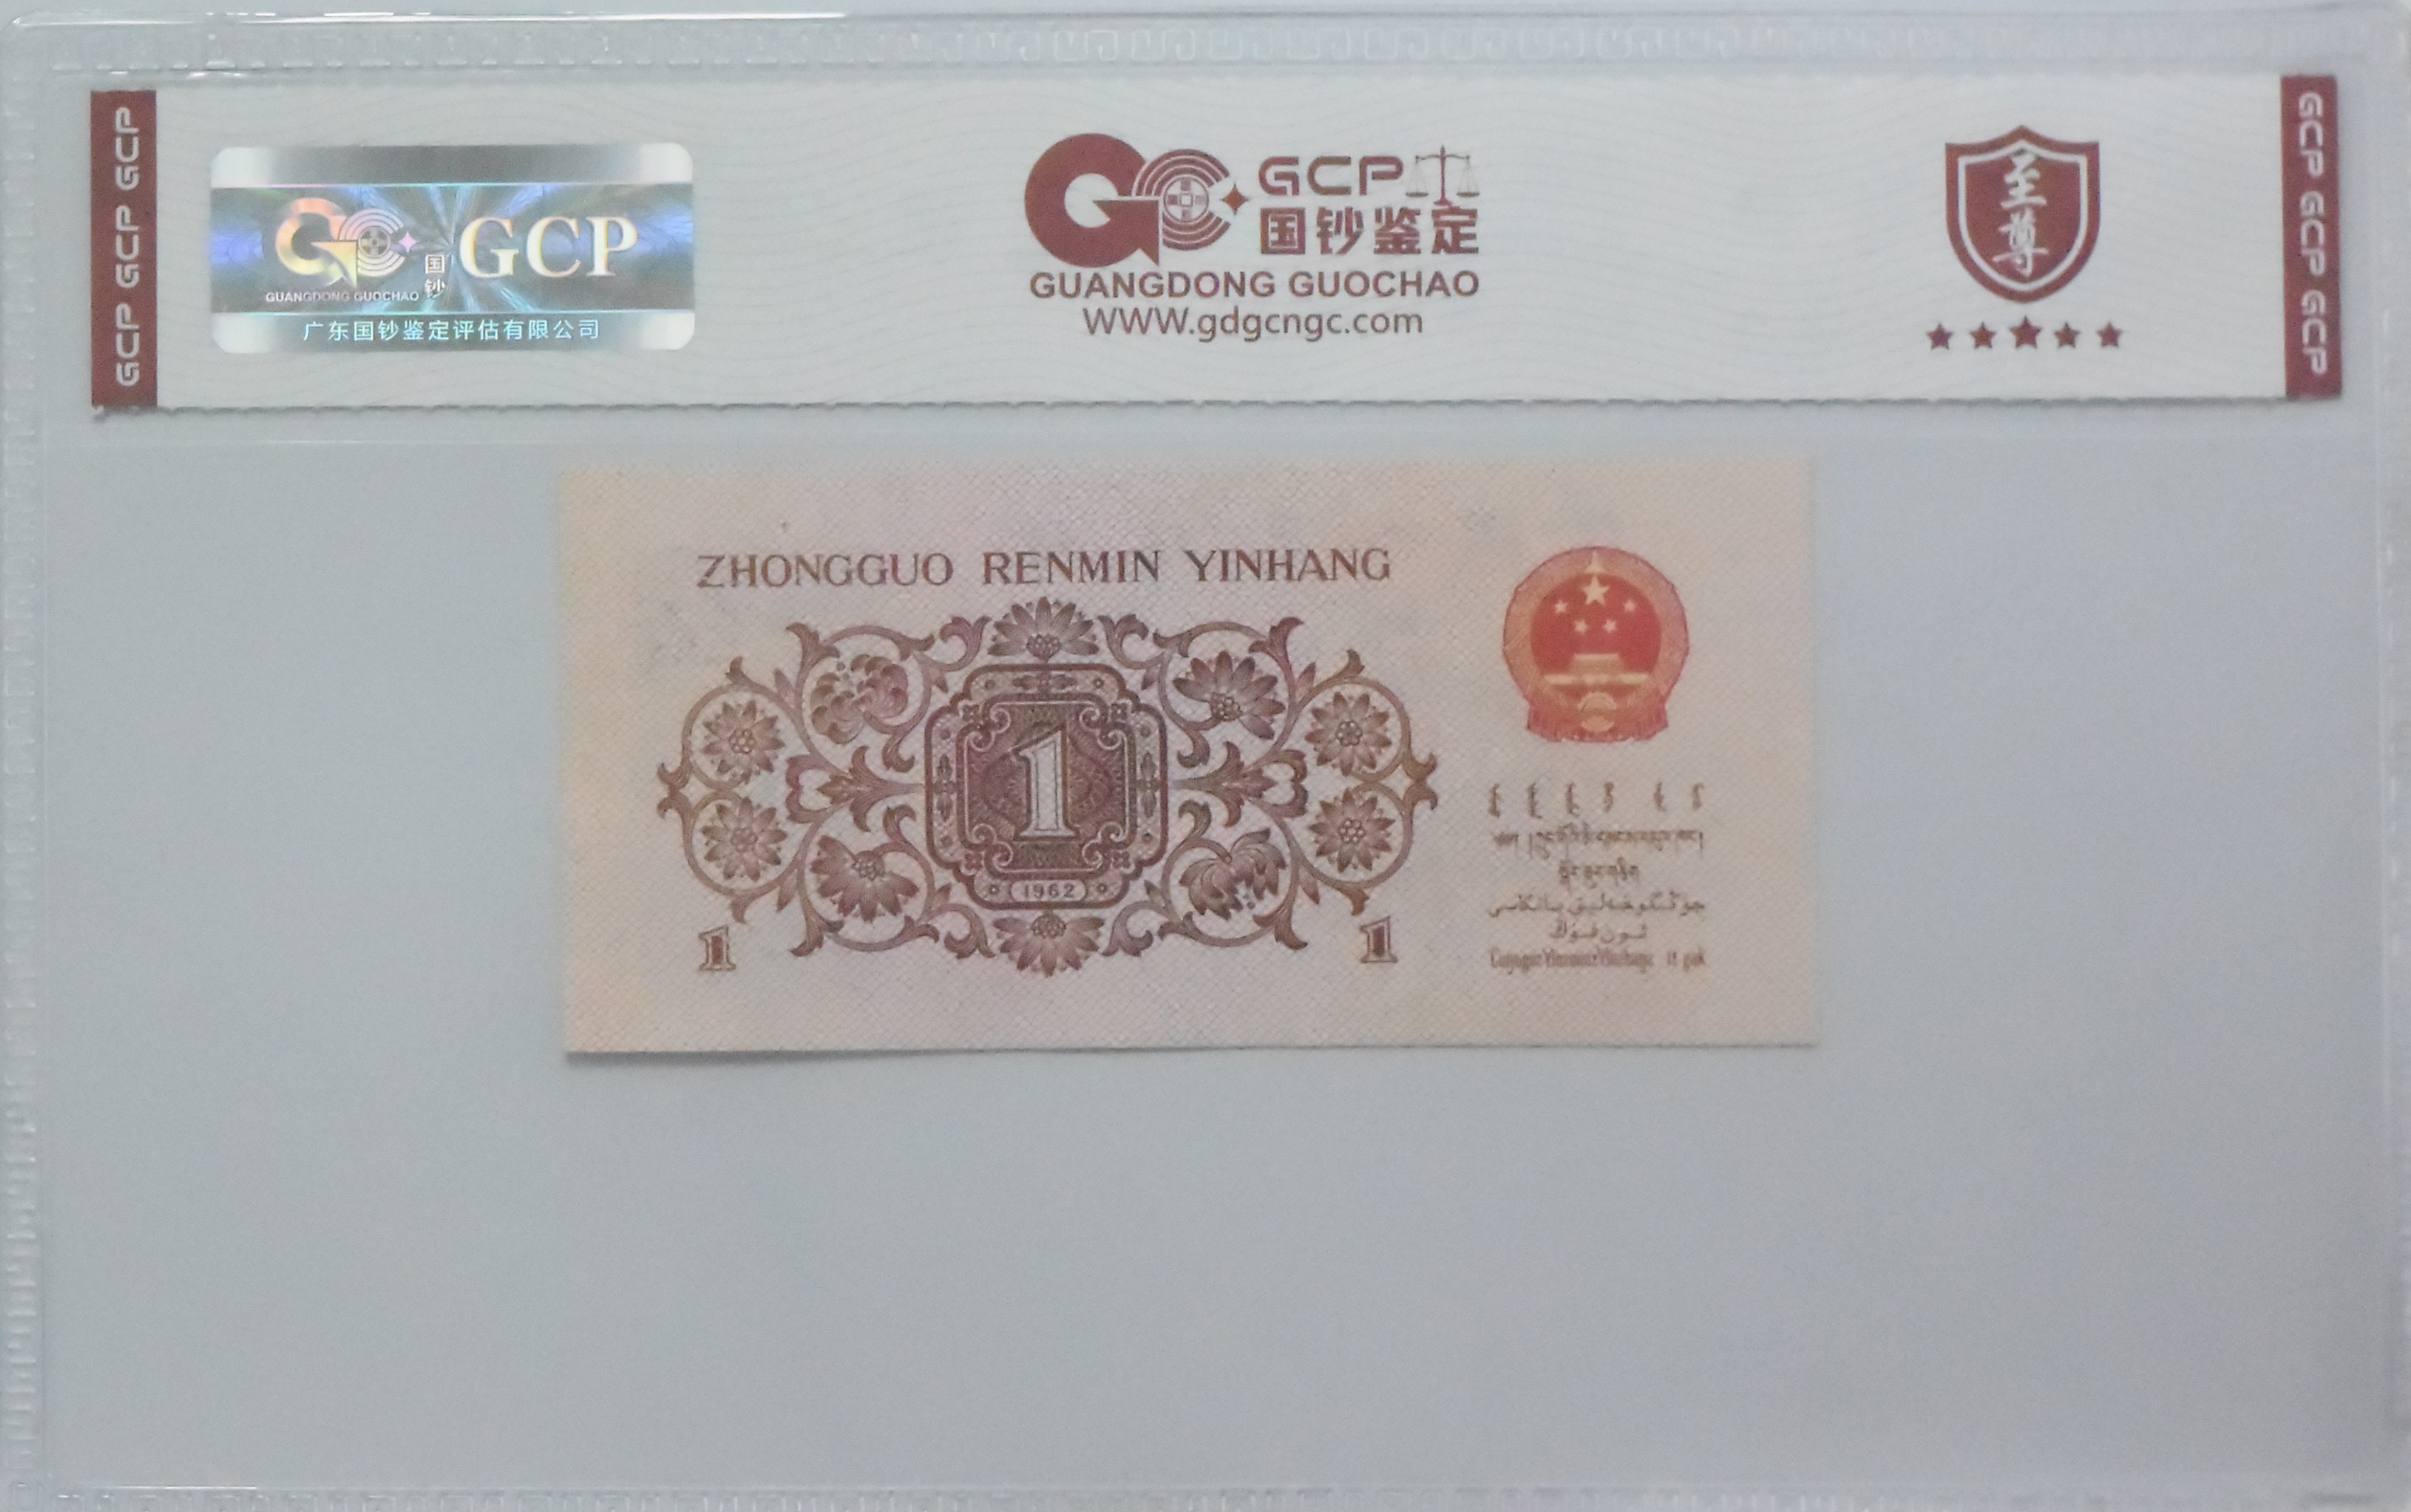 GCP GCP GCP
国钞
GCP
GUANGDONG GUOCHAO
广东国钞鉴定评估有限公司
GCP
国钞鉴定
GUANGDONG GUOCHAO
WWW.gdgcngc.com
至尊
GCP GCP GCP
ZHONGGUO RENMIN YINHANG
1
1962
1
1